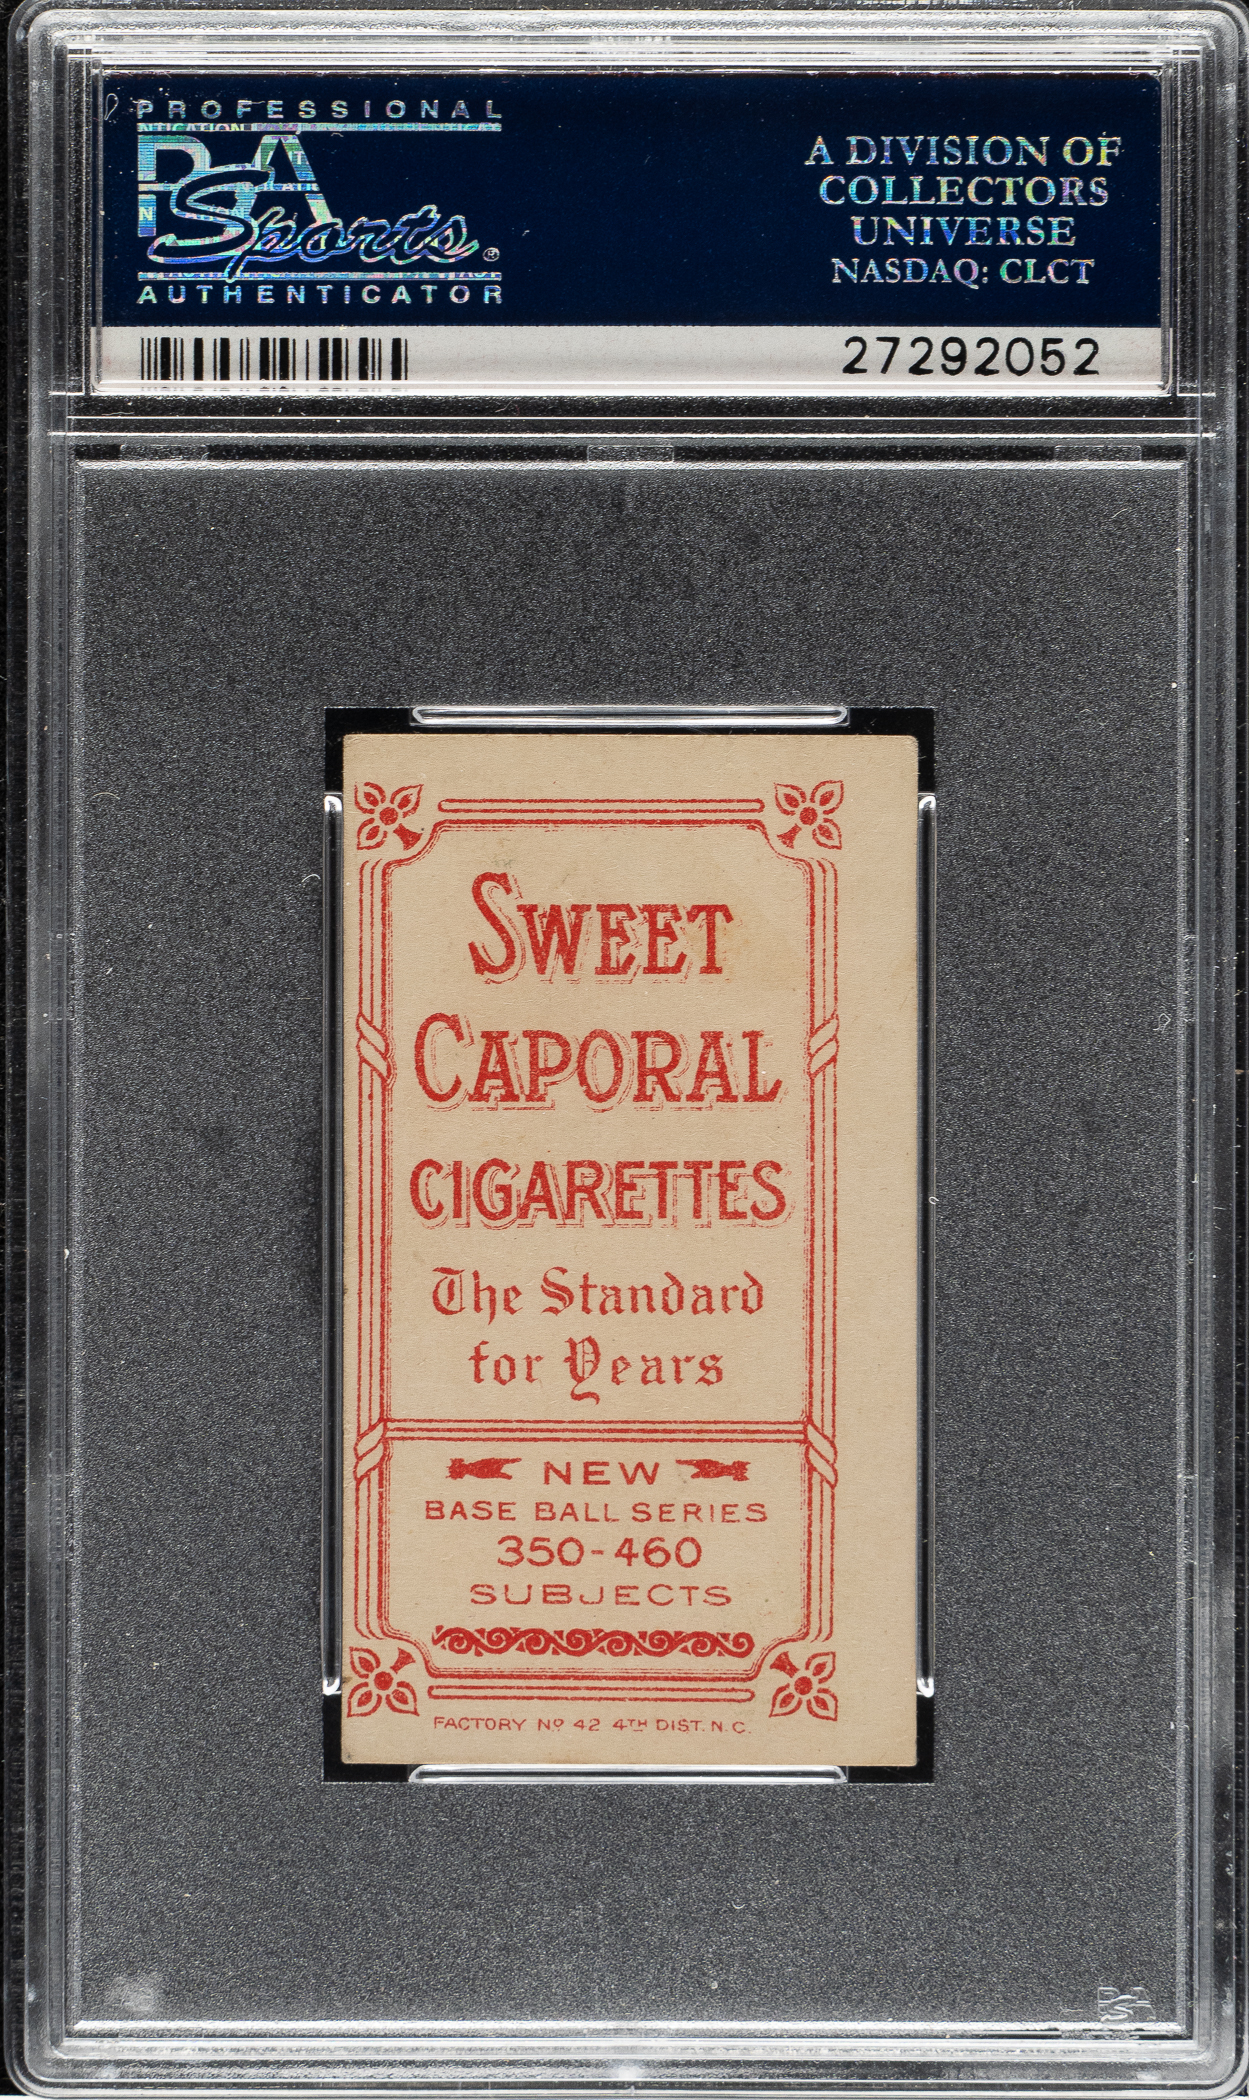 PROFESSIONAL
PSA
Sports®
AUTHENTICATOR
A DIVISION OF
COLLECTORS
UNIVERSE
NASDAQ: CLCT
27292052
SWEET
CAPORAL
CIGARETTES
The Standard
for Years
NEW
BASE BALL SERIES
350-460
SUBJECTS
FACTORY Nº 42 4TH DIST. N.C.